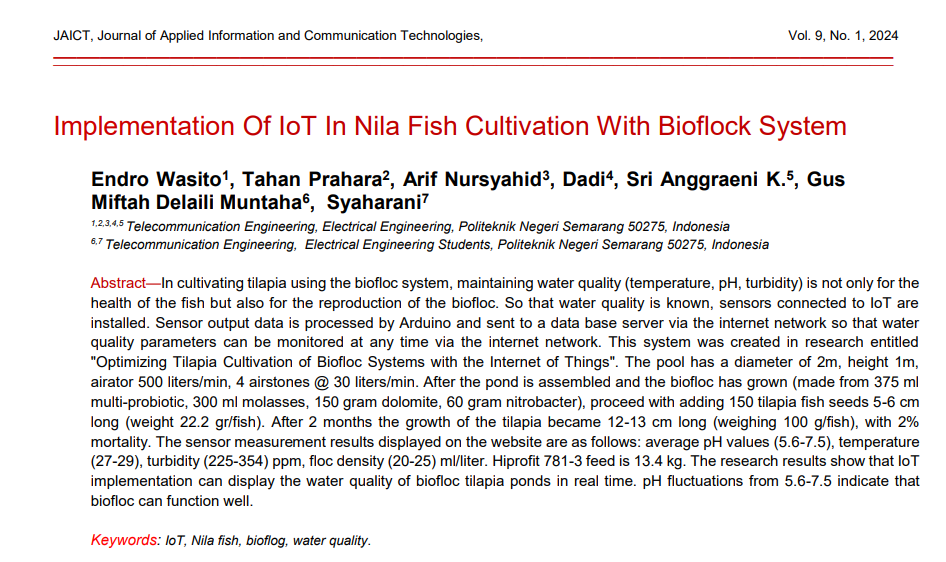 JAICT, Journal of Applied Information and Communication Technologies, Vol. 9, No. 1, 2024
Implementation Of IoT In Nila Fish Cultivation With Bioflock System
Endro Wasito1, Tahan Prahara2, Arif Nursyahid3, Dadi4, Sri Anggraeni K.5, Gus
Miftah Delaili Muntaha6, Syaharani7
1,2,3,4,5 Telecommunication Engineering, Electrical Engineering, Politeknik Negeri Semarang 50275, Indonesia
6,7 Telecommunication Engineering, Electrical Engineering Students, Politeknik Negeri Semarang 50275, Indonesia
Abstract—In cultivating tilapia using the biofloc system, maintaining water quality (temperature, pH, turbidity) is not only for the
health of the fish but also for the reproduction of the biofloc. So that water quality is known, sensors connected to IoT are
installed. Sensor output data is processed by Arduino and sent to a data base server via the internet network so that water
quality parameters can be monitored at any time via the internet network. This system was created in research entitled
"Optimizing Tilapia Cultivation of Biofloc Systems with the Internet of Things". The pool has a diameter of 2m, height 1m,
airator 500 liters/min, 4 airstones @ 30 liters/min. After the pond is assembled and the biofloc has grown (made from 375 ml
multi-probiotic, 300 ml molasses, 150 gram dolomite, 60 gram nitrobacter), proceed with adding 150 tilapia fish seeds 5-6 cm
long (weight 22.2 gr/fish). After 2 months the growth of the tilapia became 12-13 cm long (weighing 100 g/fish), with 2%
mortality. The sensor measurement results displayed on the website are as follows: average pH values (5.6-7.5), temperature
(27-29), turbidity (225-354) ppm, floc density (20-25) ml/liter. Hiprofit 781-3 feed is 13.4 kg. The research results show that IoT
implementation can display the water quality of biofloc tilapia ponds in real time. pH fluctuations from 5.6-7.5 indicate that
biofloc can function well.
Keywords: IoT, Nila fish, bioflog, water quality.